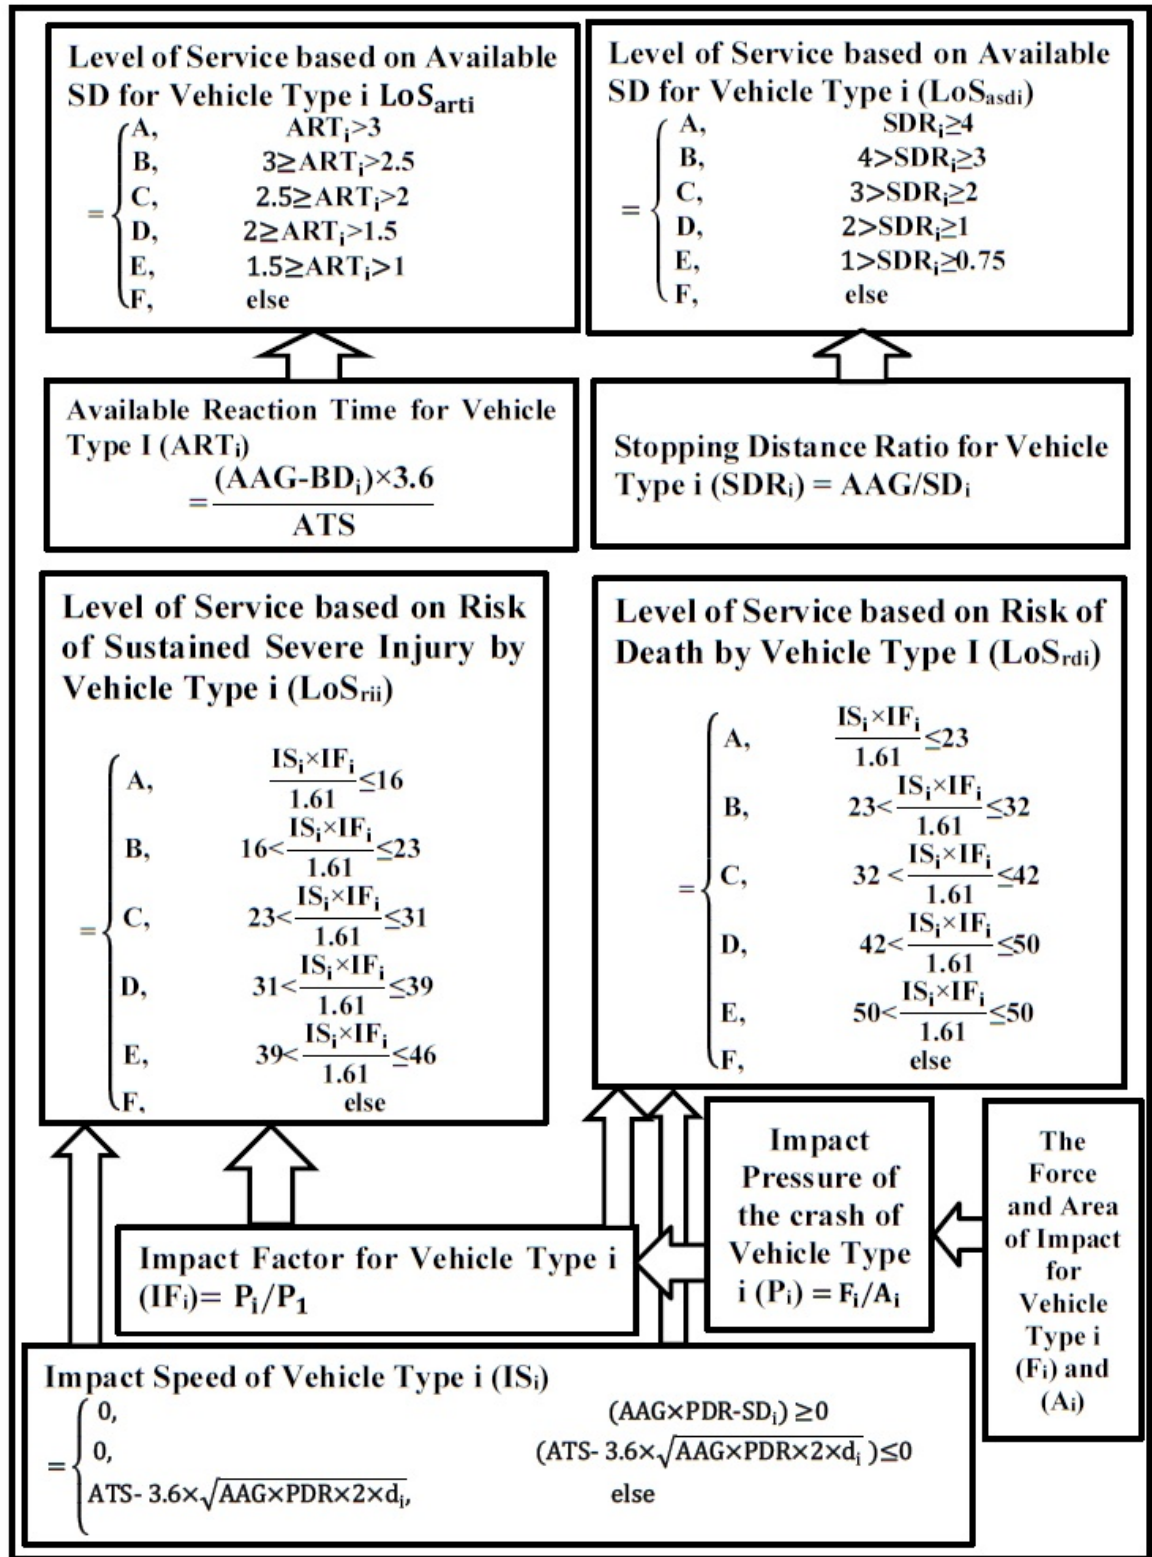 Level of Service based on Available
SD for Vehicle Type i LoSarti
= { A, ARTi>3
B, 3≥ARTi>2.5
C, 2.5≥ARTi>2
D, 2≥ARTi>1.5
E, 1.5≥ARTi>1
F, else
Level of Service based on Available
SD for Vehicle Type i (LoSasdi)
= { A, SDRi≥4
B, 4>SDRi≥3
C, 3>SDRi≥2
D, 2>SDRi≥1
E, 1>SDRi≥0.75
F, else
Available Reaction Time for Vehicle
Type I (ARTi)
= (AAG-BDi)×3.6
ATS
Stopping Distance Ratio for Vehicle
Type i (SDRi) = AAG/SDi
Level of Service based on Risk
of Sustained Severe Injury by
Vehicle Type i (LoSrii)
= { A, ISi×IFi/1.61 ≤16
B, 16< ISi×IFi/1.61 ≤23
C, 23< ISi×IFi/1.61 ≤31
D, 31< ISi×IFi/1.61 ≤39
E, 39< ISi×IFi/1.61 ≤46
F, else
Level of Service based on Risk of
Death by Vehicle Type I (LoSrdi)
= { A, ISi×IFi/1.61 ≤23
B, 23< ISi×IFi/1.61 ≤32
C, 32 < ISi×IFi/1.61 ≤42
D, 42< ISi×IFi/1.61 ≤50
E, 50< ISi×IFi/1.61 ≤50
F, else
Impact
Pressure of
the crash of
Vehicle Type
i (Pi) = Fi/Ai
The
Force
and Area
of Impact
for
Vehicle
Type i
(Fi) and
(Ai)
Impact Factor for Vehicle Type i
(IFi)= Pi/P1
Impact Speed of Vehicle Type i (ISi)
= { 0, (AAG×PDR-SDi) ≥0
0, (ATS- 3.6×√AAG×PDR×2×di )≤0
ATS- 3.6×√AAG×PDR×2×di, else